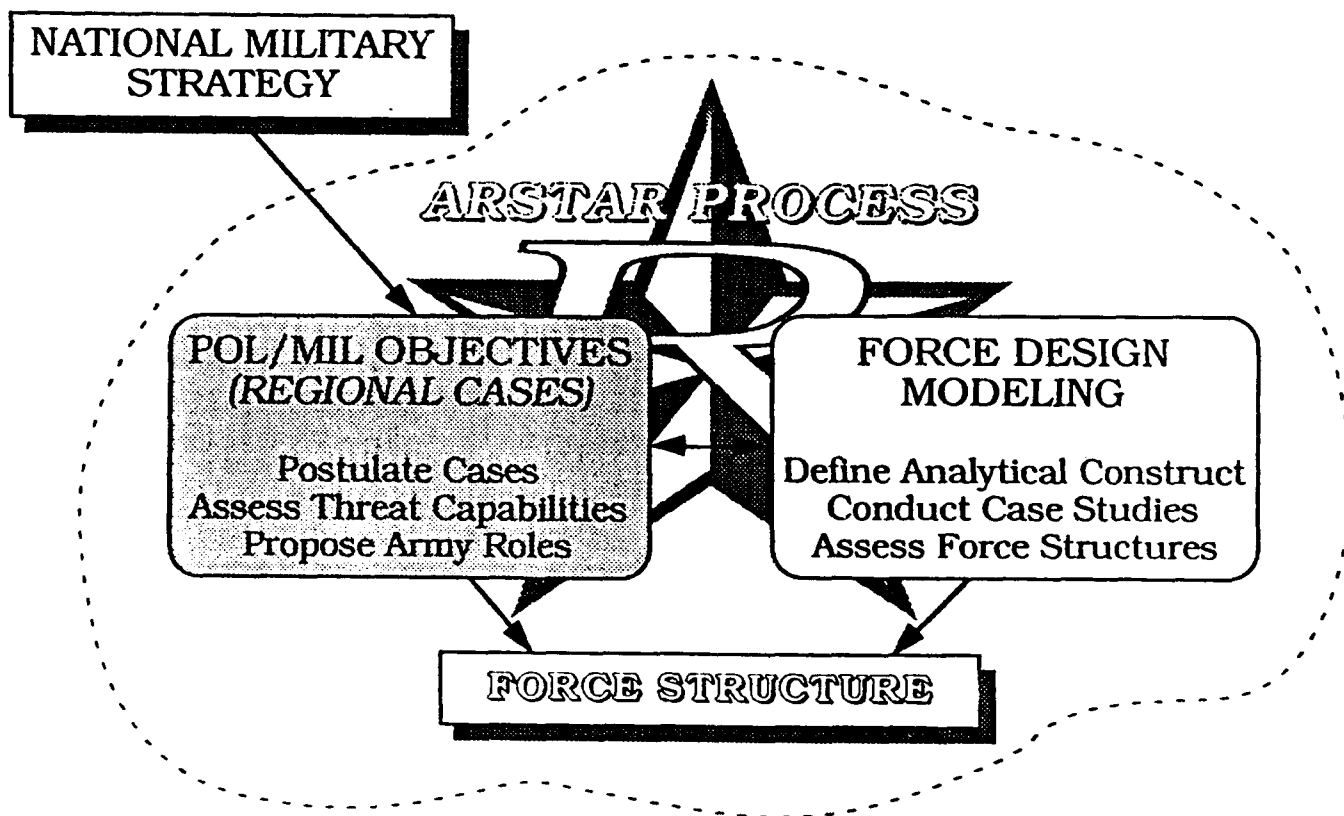 NATIONAL MILITARY
STRATEGY
ARSTAR PROCESS
R
POL/MIL OBJECTIVES
(REGIONAL CASES)
Postulate Cases
Assess Threat Capabilities
Propose Army Roles
FORCE DESIGN
MODELING
Define Analytical Construct
Conduct Case Studies
Assess Force Structures
FORCE STRUCTURE